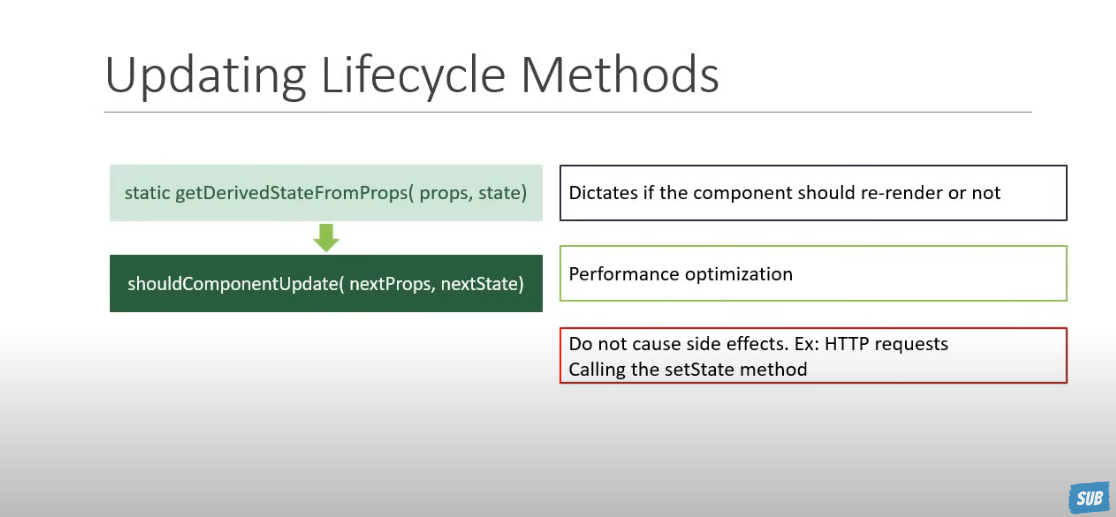 Updating Lifecycle Methods
static getDerivedStateFromProps( props, state)
Dictates if the component should re-render or not
shouldComponentUpdate( nextProps, nextState)
Performance optimization
Do not cause side effects. Ex: HTTP requests
Calling the setState method
SUB